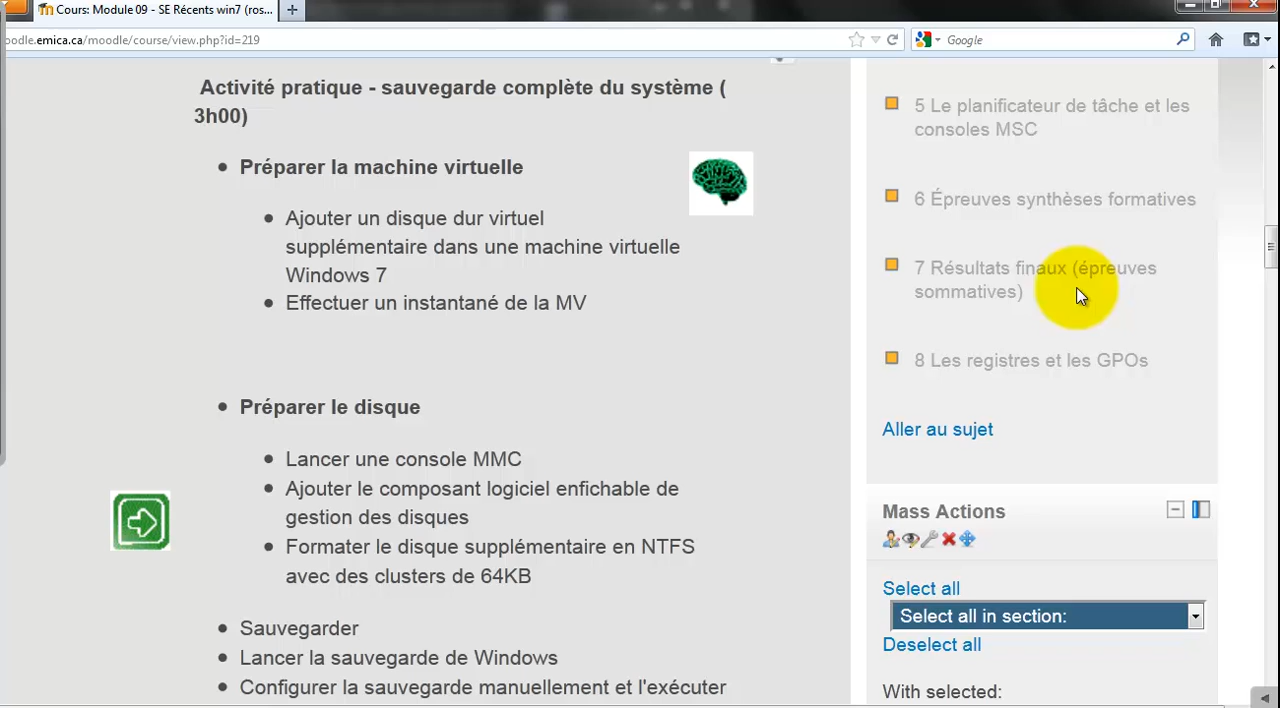 Cours: Module 09 - SE Récents win7 (ros...
oodle.emica.ca/moodle/course/view.php?id=219
Google
Activité pratique - sauvegarde complète du système (
3h00)
Préparer la machine virtuelle
Ajouter un disque dur virtuel
supplémentaire dans une machine virtuelle
Windows 7
Effectuer un instantané de la MV
Préparer le disque
Lancer une console MMC
Ajouter le composant logiciel enfichable de
gestion des disques
Formater le disque supplémentaire en NTFS
avec des clusters de 64KB
Sauvegarder
Lancer la sauvegarde de Windows
Configurer la sauvegarde manuellement et l'exécuter
5 Le planificateur de tâche et les
consoles MSC
6 Épreuves synthèses formatives
7 Résultats finaux (épreuves
sommatives)
8 Les registres et les GPOs
Aller au sujet
Mass Actions
Select all
Select all in section:
Deselect all
With selected: